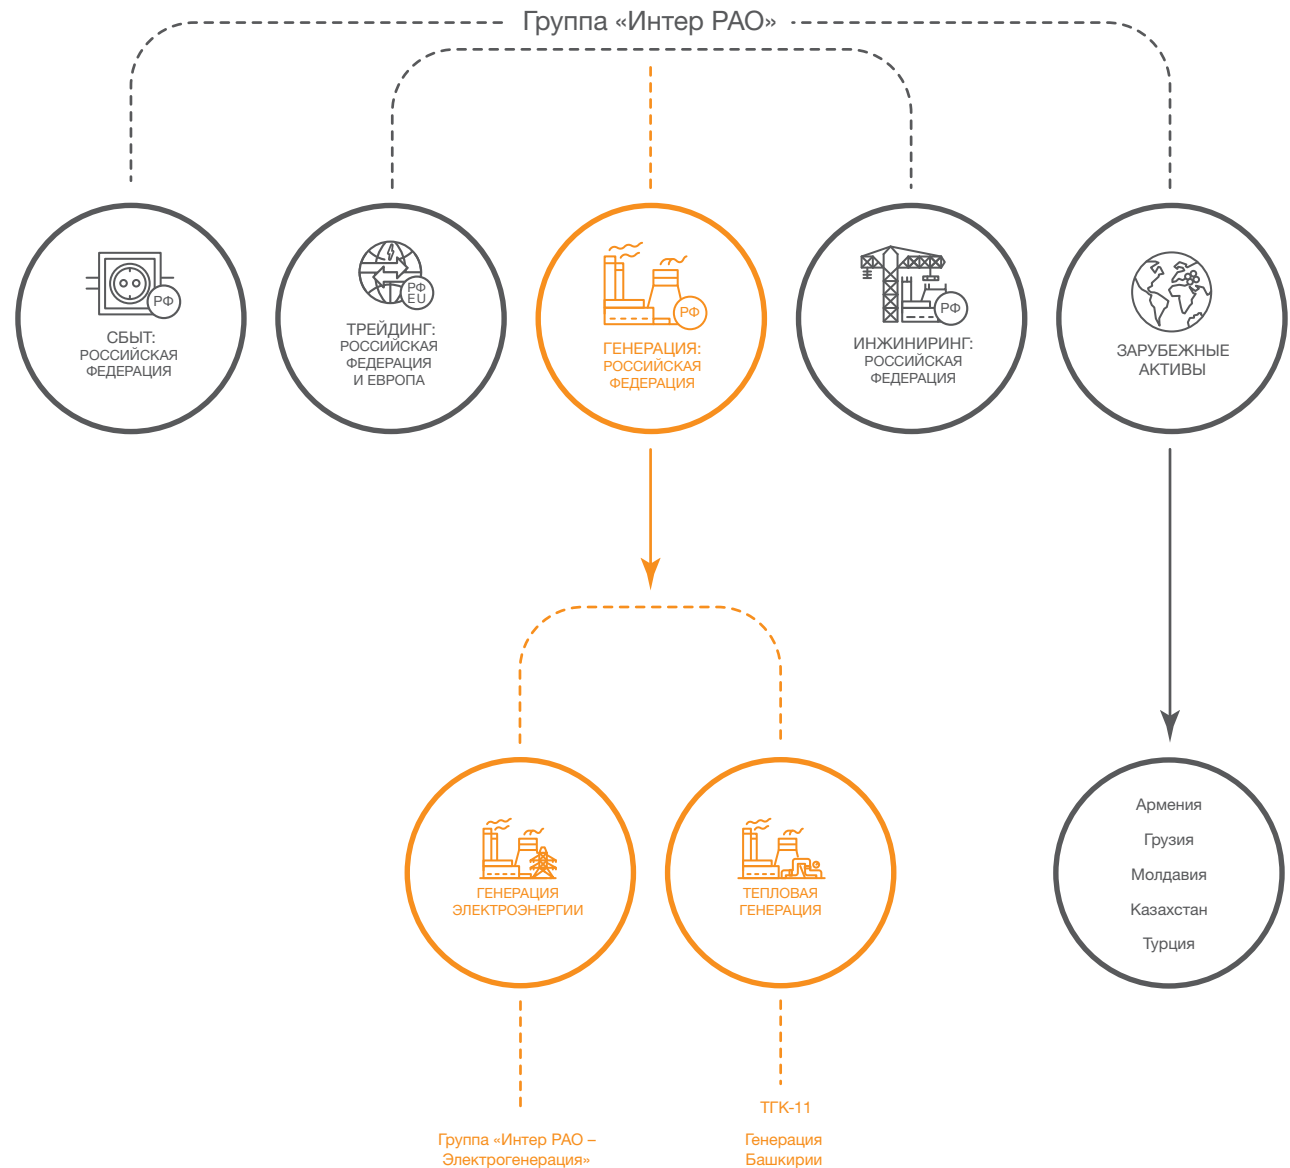 Группа «Интер РАО»
РФ
СБЫТ:
РОССИЙСКАЯ
ФЕДЕРАЦИЯ
РФ
EU
ТРЕЙДИНГ:
РОССИЙСКАЯ
ФЕДЕРАЦИЯ
И ЕВРОПА
РФ
ГЕНЕРАЦИЯ:
РОССИЙСКАЯ
ФЕДЕРАЦИЯ
РФ
ИНЖИНИРИНГ:
РОССИЙСКАЯ
ФЕДЕРАЦИЯ
ЗАРУБЕЖНЫЕ
АКТИВЫ
ГЕНЕРАЦИЯ
ЭЛЕКТРОЭНЕРГИИ
ТЕПЛОВАЯ
ГЕНЕРАЦИЯ
Армения
Грузия
Молдавия
Казахстан
Турция
Группа «Интер РАО –
Электрогенерация»
ТГК-11
Генерация
Башкирии